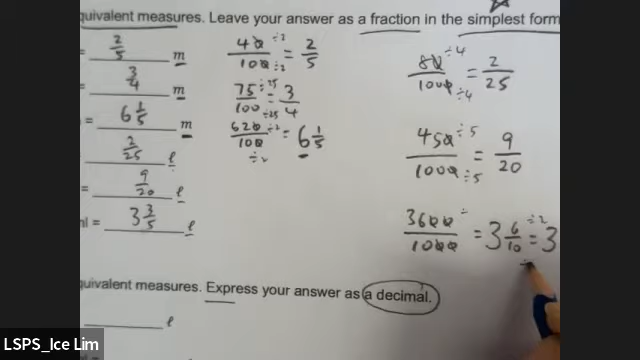 quivalent measures. Leave your answer as a fraction in the simplest form
= 2/5 m
= 3/4 m
= 6 1/5 m
2/25 ℓ
= 9/20 ℓ
ml = 3 3/5 ℓ
40/100 ÷2 ÷2 = 2/5
75/100 ÷25 ÷25 = 3/4
620/100 ÷2 ÷2 = 6 1/5
80/1000 ÷4 ÷4 = 2/25
450/1000 ÷5 ÷5 = 9/20
3600/1000 ÷ = 3 6/10 ÷2 = 3
quivalent measures. Express your answer as a decimal.
ℓ
LSPS_Ice Lim